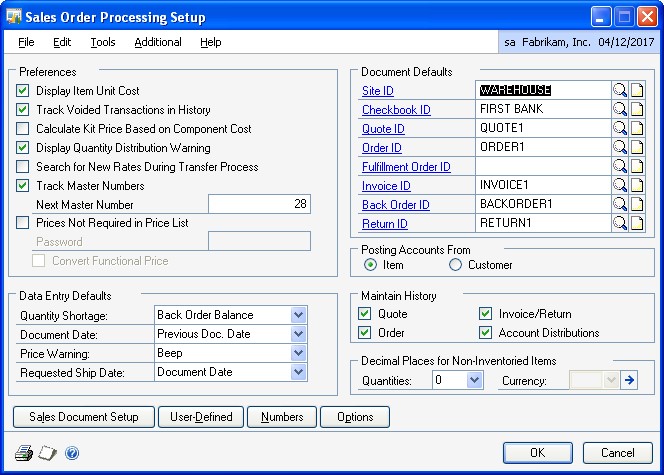 Sales Order Processing Setup
File Edit Tools Additional Help
sa Fabrikam, Inc. 04/12/2017
Preferences
Display Item Unit Cost
Track Voided Transactions in History
Calculate Kit Price Based on Component Cost
Display Quantity Distribution Warning
Search for New Rates During Transfer Process
Track Master Numbers
Next Master Number 28
Prices Not Required in Price List
Password
Convert Functional Price
Document Defaults
Site ID WAREHOUSE
Checkbook ID FIRST BANK
Quote ID QUOTE1
Order ID ORDER1
Fulfillment Order ID
Invoice ID INVOICE1
Back Order ID BACKORDER1
Return ID RETURN1
Posting Accounts From
Item Customer
Data Entry Defaults
Quantity Shortage: Back Order Balance
Document Date: Previous Doc. Date
Price Warning: Beep
Requested Ship Date: Document Date
Maintain History
Quote Invoice/Return
Order Account Distributions
Decimal Places for Non-Inventoried Items
Quantities: 0 Currency:
Sales Document Setup User-Defined Numbers Options
OK Cancel